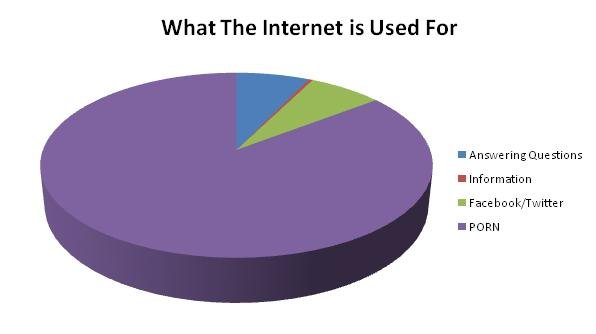 What The Internet is Used For
Answering Questions
Information
Facebook/Twitter
PORN